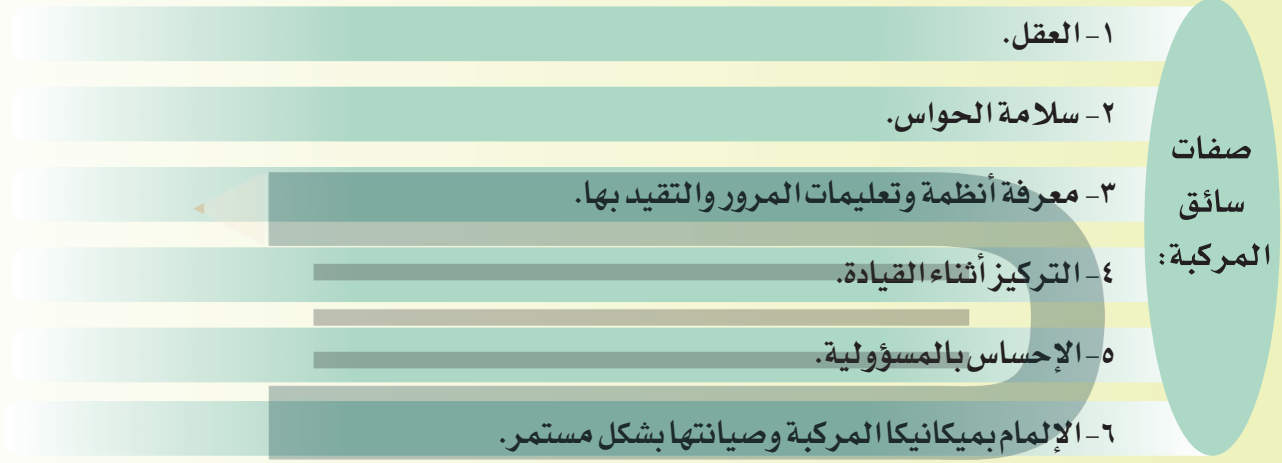 صفات
سائق
المركبة:
١- العقل.
٢- سلامة الحواس.
٣- معرفة أنظمة وتعليمات المرور والتقيد بها.
٤- التركيز أثناء القيادة.
٥- الإحساس بالمسؤولية.
٦- الإلمام بميكانيكا المركبة وصيانتها بشكل مستمر.